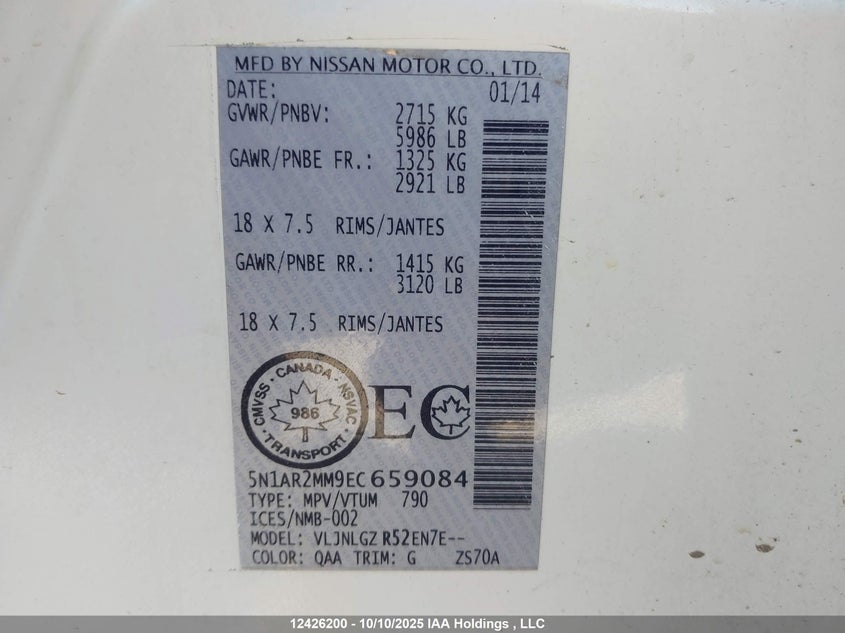 MFD BY NISSAN MOTOR CO., LTD.
DATE: 01/14
GVWR/PNBV: 2715 KG
5986 LB
GAWR/PNBE FR.: 1325 KG
2921 LB
18 X 7.5 RIMS/JANTES
GAWR/PNBE RR.: 1415 KG
3120 LB
18 X 7.5 RIMS/JANTES
CMVSS · CANADA · NSVAC
986
TRANSPORT
EC
5N1AR2MM9EC 659084
TYPE: MPV/VTUM 790
ICES/NMB-002
MODEL: VLJNLGZ R52EN7E--
COLOR: QAA TRIM: G ZS70A
12426200 - 10/10/2025 IAA Holdings , LLC